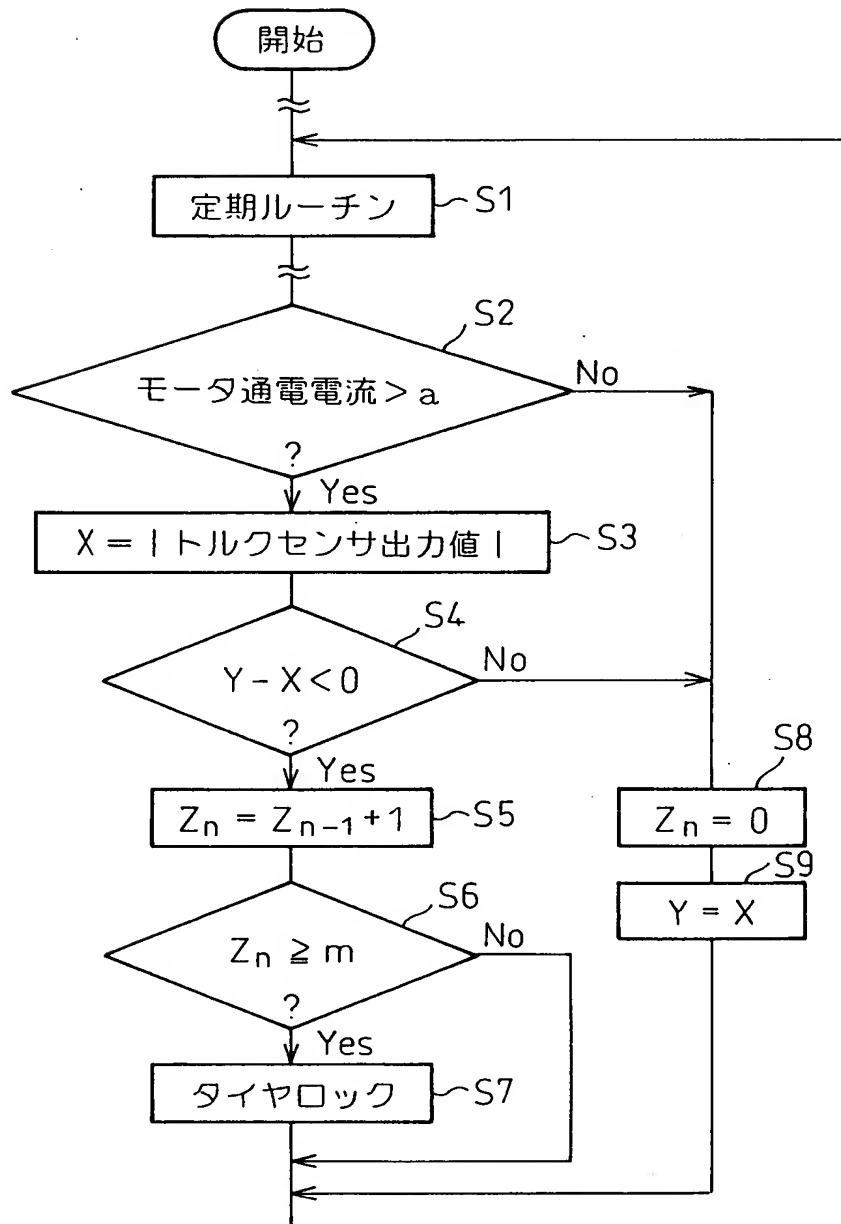 開始
定期ルーチン
S1
S2
モータ通電電流>a
?
No
Yes
X=|トルクセンサ出力値|
S3
S4
Y-X<0
?
No
Yes
Zn=Zn-1+1
S5
S8
Zn=0
S9
Y=X
S6
Zn≧m
?
No
Yes
タイヤロック
S7